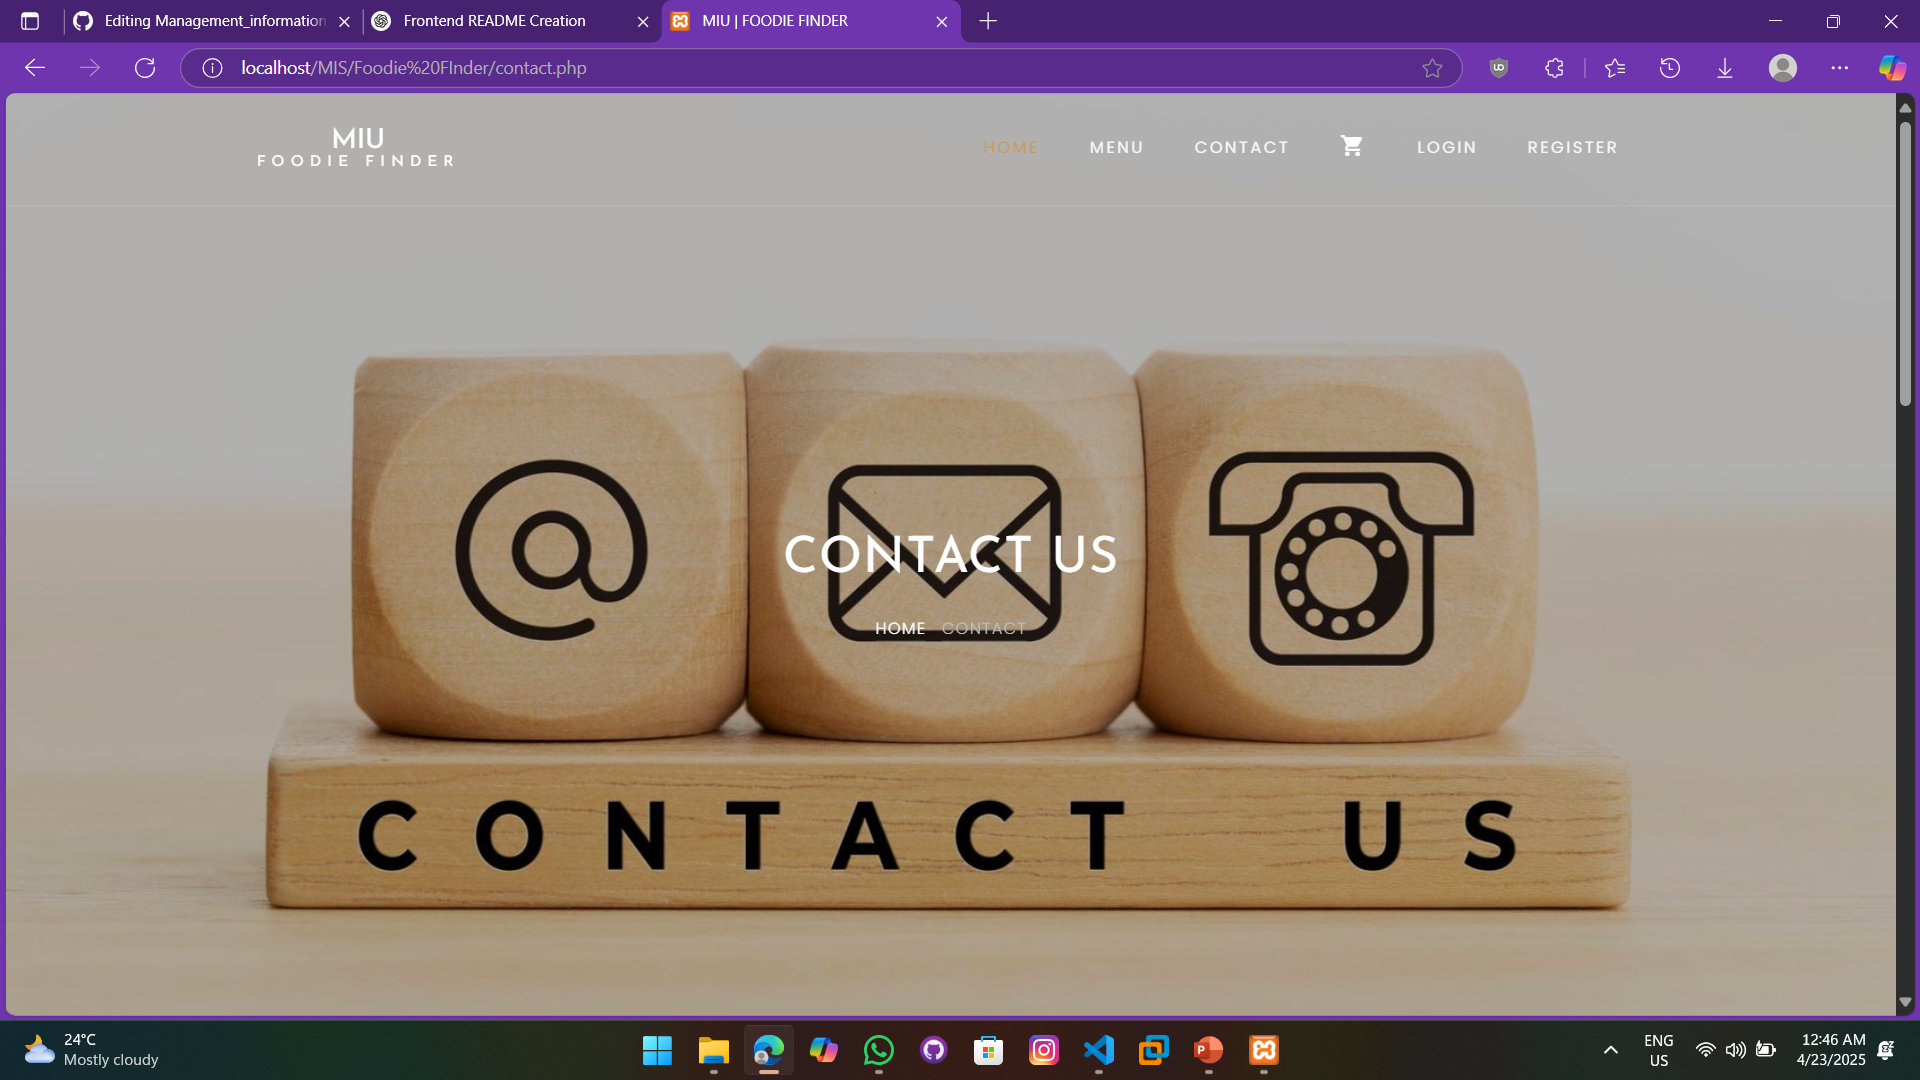 Editing Management_information
Frontend README Creation
MIU | FOODIE FINDER
localhost/MIS/Foodie%20FInder/contact.php
MIU
FOODIE FINDER
HOME
MENU
CONTACT
LOGIN
REGISTER
CONTACT US
HOME CONTACT
CONTACT US
24°C
Mostly cloudy
ENG
US
12:46 AM
4/23/2025